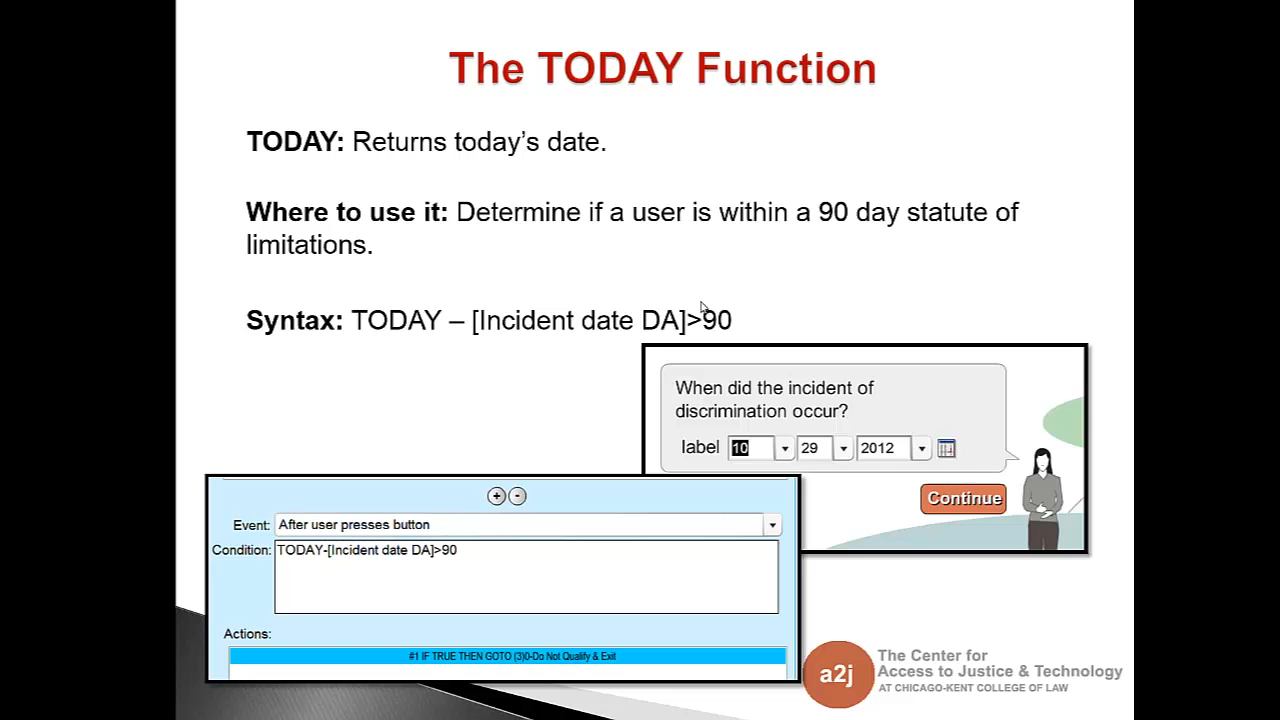 The TODAY Function
TODAY: Returns today’s date.
Where to use it: Determine if a user is within a 90 day statute of
limitations.
Syntax: TODAY – [Incident date DA]>90
When did the incident of
discrimination occur?
label 10 29 2012
Continue
+ -
Event: After user presses button
Condition: TODAY-[Incident date DA]>90
Actions:
#1 IF TRUE THEN GOTO (3)0-Do Not Qualify & Exit
a2j
The Center for
Access to Justice & Technology
AT CHICAGO-KENT COLLEGE OF LAW